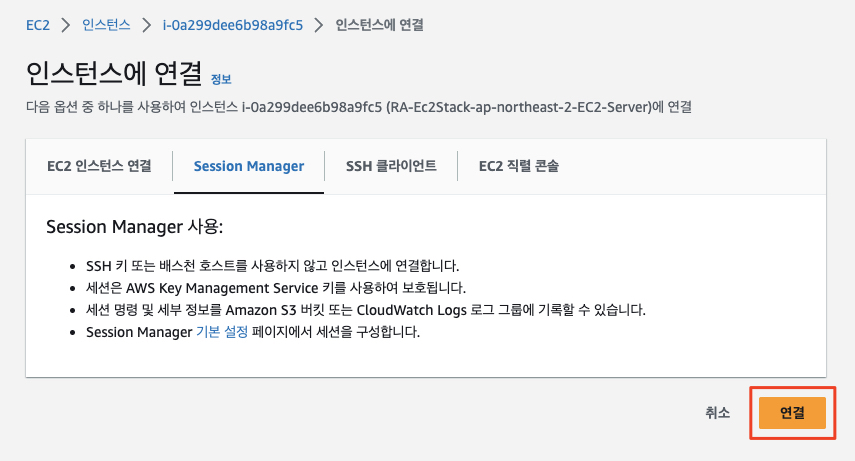 EC2 > 인스턴스 > i-0a299dee6b98a9fc5 > 인스턴스에 연결
인스턴스에 연결 정보
다음 옵션 중 하나를 사용하여 인스턴스 i-0a299dee6b98a9fc5 (RA-Ec2Stack-ap-northeast-2-EC2-Server)에 연결
EC2 인스턴스 연결 Session Manager SSH 클라이언트 EC2 직렬 콘솔
Session Manager 사용:
• SSH 키 또는 배스천 호스트를 사용하지 않고 인스턴스에 연결합니다.
• 세션은 AWS Key Management Service 키를 사용하여 보호됩니다.
• 세션 명령 및 세부 정보를 Amazon S3 버킷 또는 CloudWatch Logs 로그 그룹에 기록할 수 있습니다.
• Session Manager 기본 설정 페이지에서 세션을 구성합니다.
취소 연결